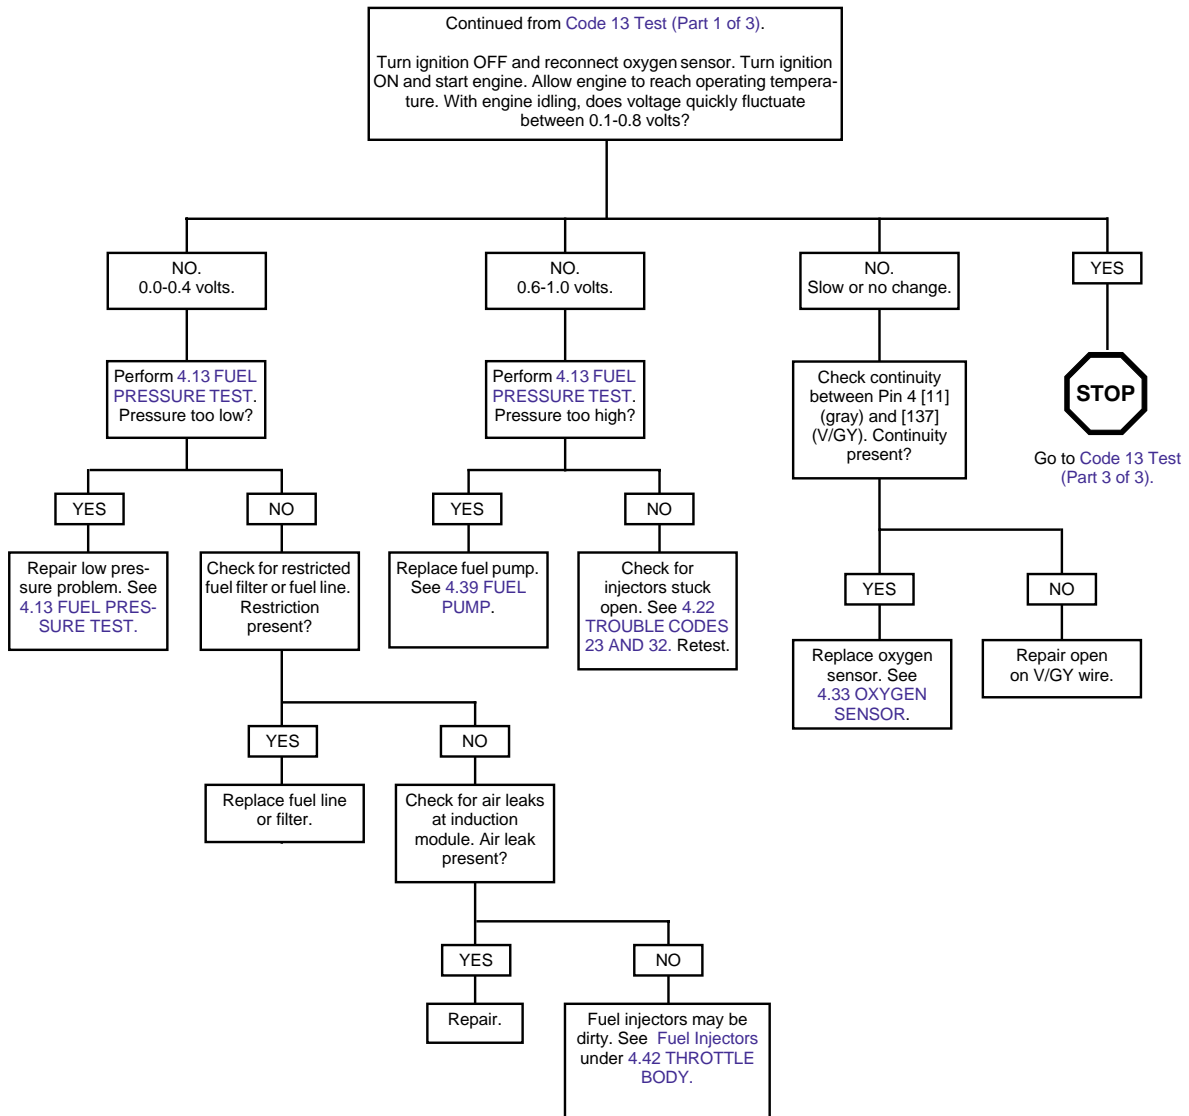 Continued from Code 13 Test (Part 1 of 3).
Turn ignition OFF and reconnect oxygen sensor. Turn ignition
ON and start engine. Allow engine to reach operating tempera-
ture. With engine idling, does voltage quickly fluctuate
between 0.1-0.8 volts?
NO.
0.0-0.4 volts.
NO.
0.6-1.0 volts.
NO.
Slow or no change.
YES
Perform 4.13 FUEL
PRESSURE TEST.
Pressure too low?
Perform 4.13 FUEL
PRESSURE TEST.
Pressure too high?
Check continuity
between Pin 4 [11]
(gray) and [137]
(V/GY). Continuity
present?
STOP
Go to Code 13 Test
(Part 3 of 3).
YES
NO
YES
NO
Repair low pres-
sure problem. See
4.13 FUEL PRES-
SURE TEST.
Check for restricted
fuel filter or fuel line.
Restriction
present?
Replace fuel pump.
See 4.39 FUEL
PUMP.
Check for
injectors stuck
open. See 4.22
TROUBLE CODES
23 AND 32. Retest.
YES
NO
Replace oxygen
sensor. See
4.33 OXYGEN
SENSOR.
Repair open
on V/GY wire.
YES
NO
Replace fuel line
or filter.
Check for air leaks
at induction
module. Air leak
present?
YES
NO
Repair.
Fuel injectors may be
dirty. See Fuel Injectors
under 4.42 THROTTLE
BODY.